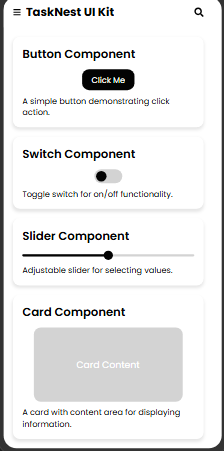 TaskNest UI Kit
Button Component
Click Me
A simple button demonstrating click
action.
Switch Component
Toggle switch for on/off functionality.
Slider Component
Adjustable slider for selecting values.
Card Component
Card Content
A card with content area for displaying
information.